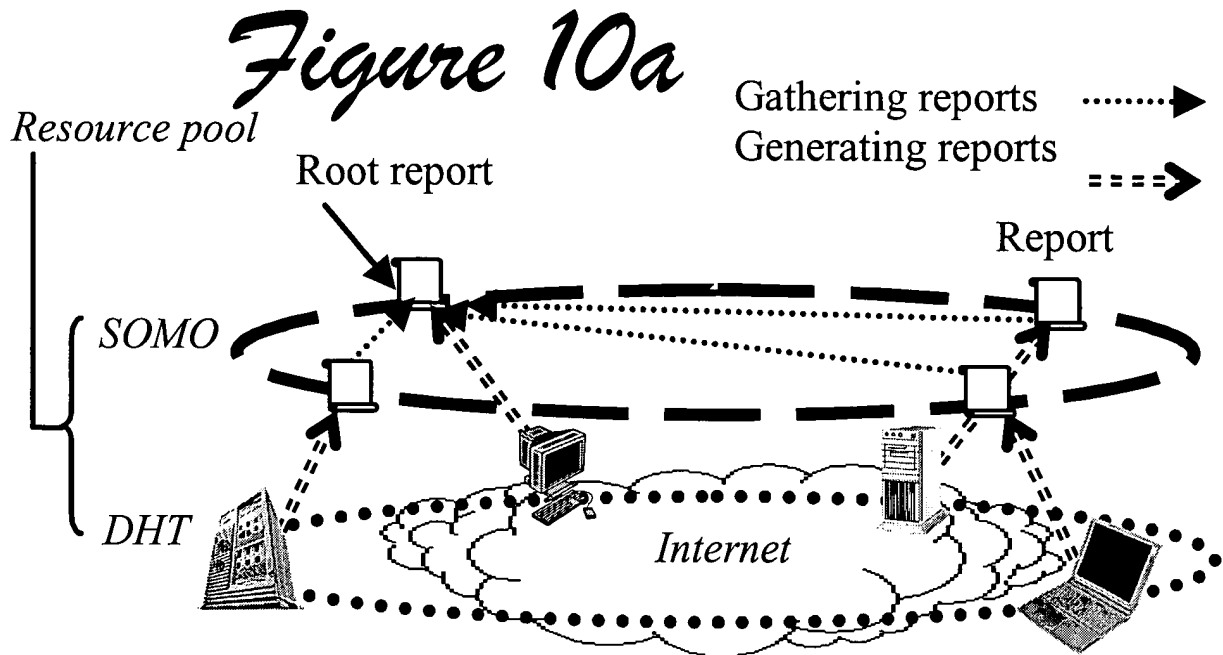 Figure 10a
Gathering reports
Resource pool
Generating reports
Root report
Report
SOMO
DHT
Internet